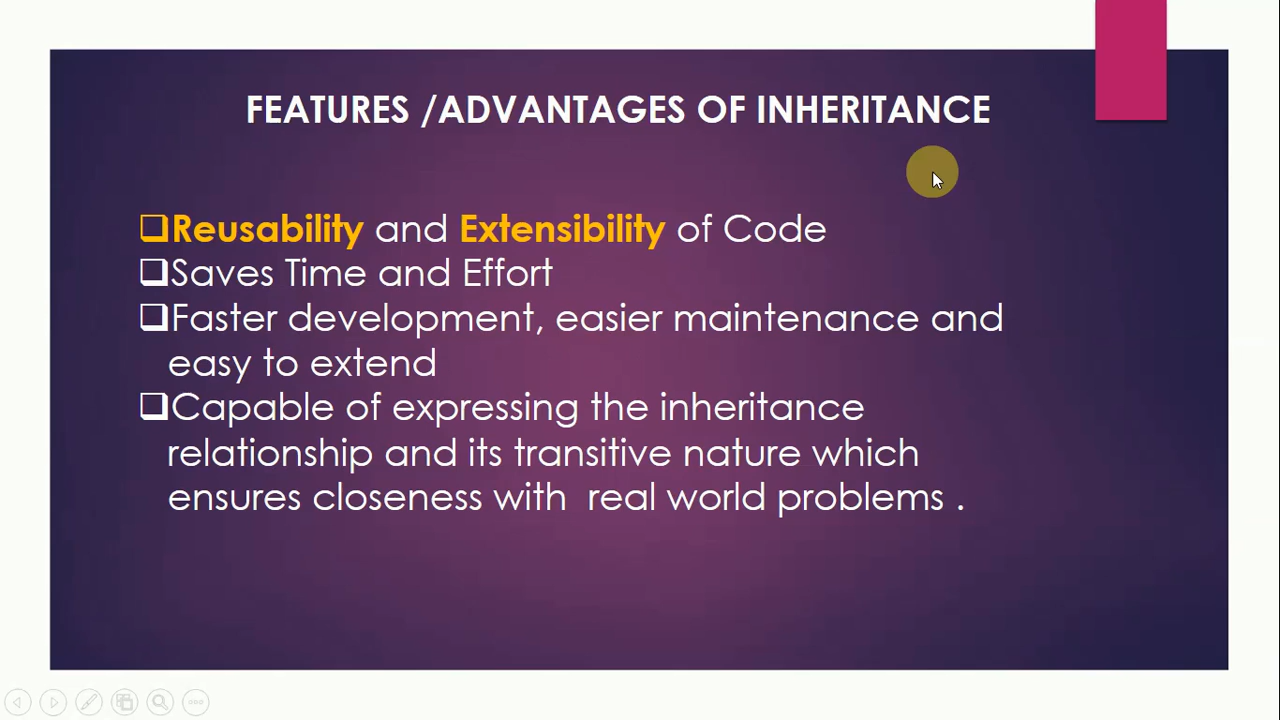 FEATURES /ADVANTAGES OF INHERITANCE
❑Reusability and Extensibility of Code
❑Saves Time and Effort
❑Faster development, easier maintenance and
easy to extend
❑Capable of expressing the inheritance
relationship and its transitive nature which
ensures closeness with  real world problems .